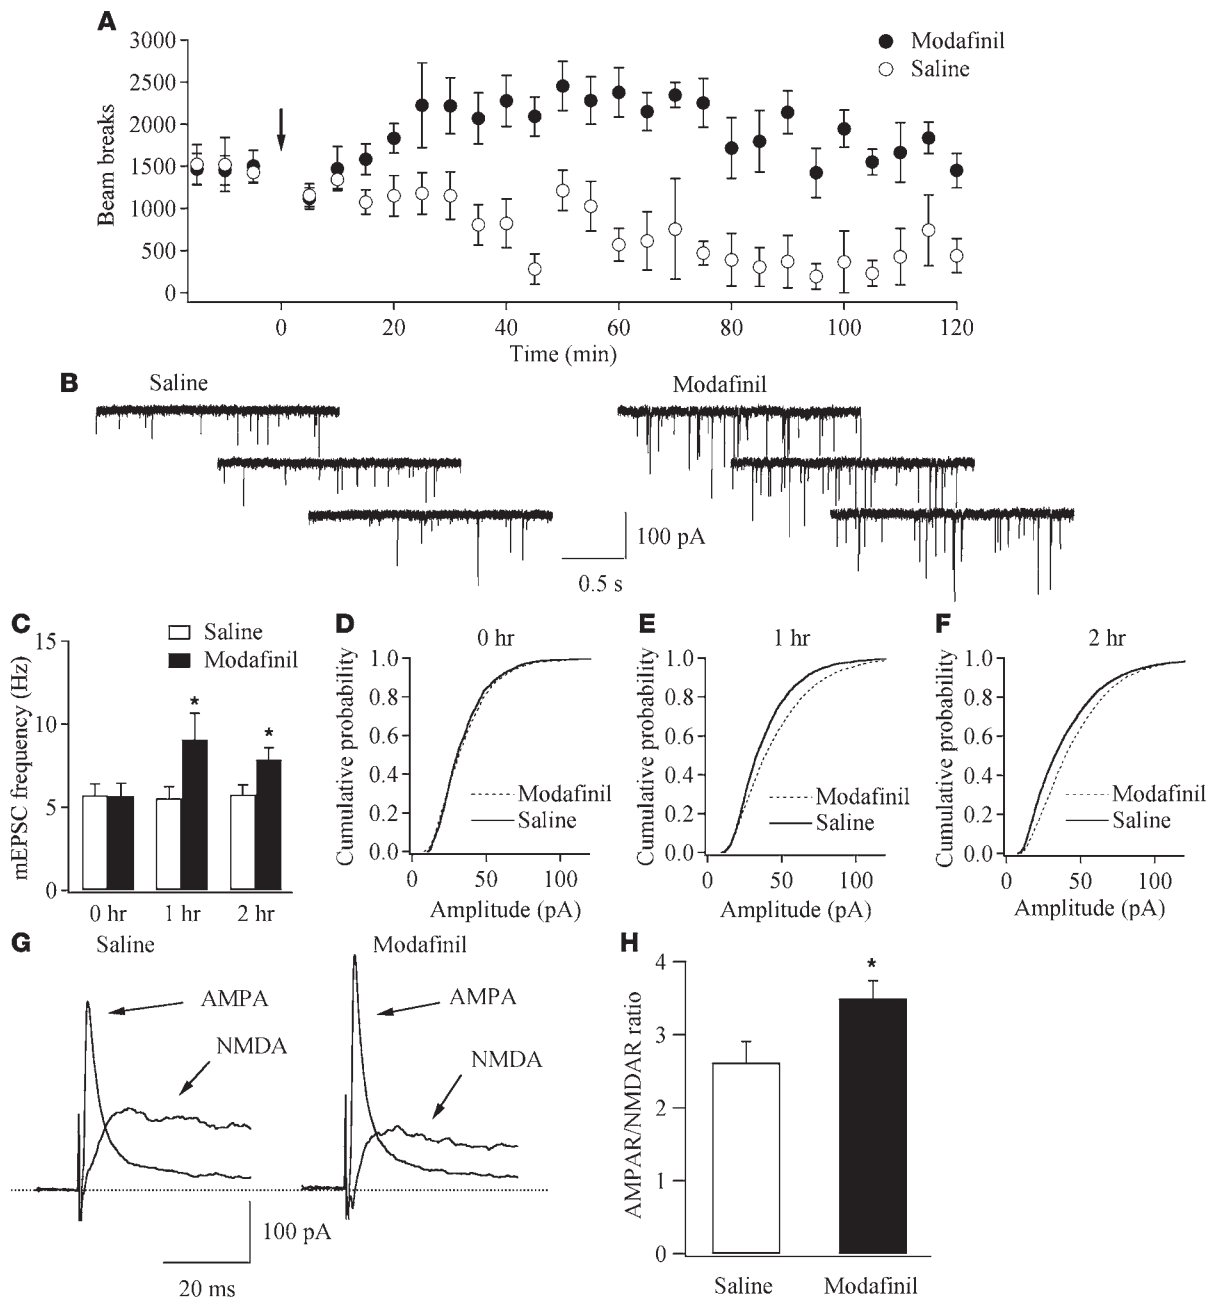 A
3000
2500
2000
1500
1000
500
0
Beam breaks
Modafinil
Saline
0 20 40 60 80 100 120
Time (min)
B
Saline
Modafinil
100 pA
0.5 s
C
15
10
5
0
mEPSC frequency (Hz)
Saline
Modafinil
*
*
0 hr 1 hr 2 hr
D
0 hr
1.0
0.8
0.6
0.4
0.2
0.0
Cumulative probability
Modafinil
Saline
0 50 100
Amplitude (pA)
E
1 hr
1.0
0.8
0.6
0.4
0.2
0.0
Cumulative probability
Modafinil
Saline
0 50 100
Amplitude (pA)
F
2 hr
1.0
0.8
0.6
0.4
0.2
0.0
Cumulative probability
Modafinil
Saline
0 50 100
Amplitude (pA)
G
Saline
Modafinil
AMPA
NMDA
AMPA
NMDA
100 pA
20 ms
H
4
3
2
1
0
AMPAR/NMDAR ratio
*
Saline Modafinil